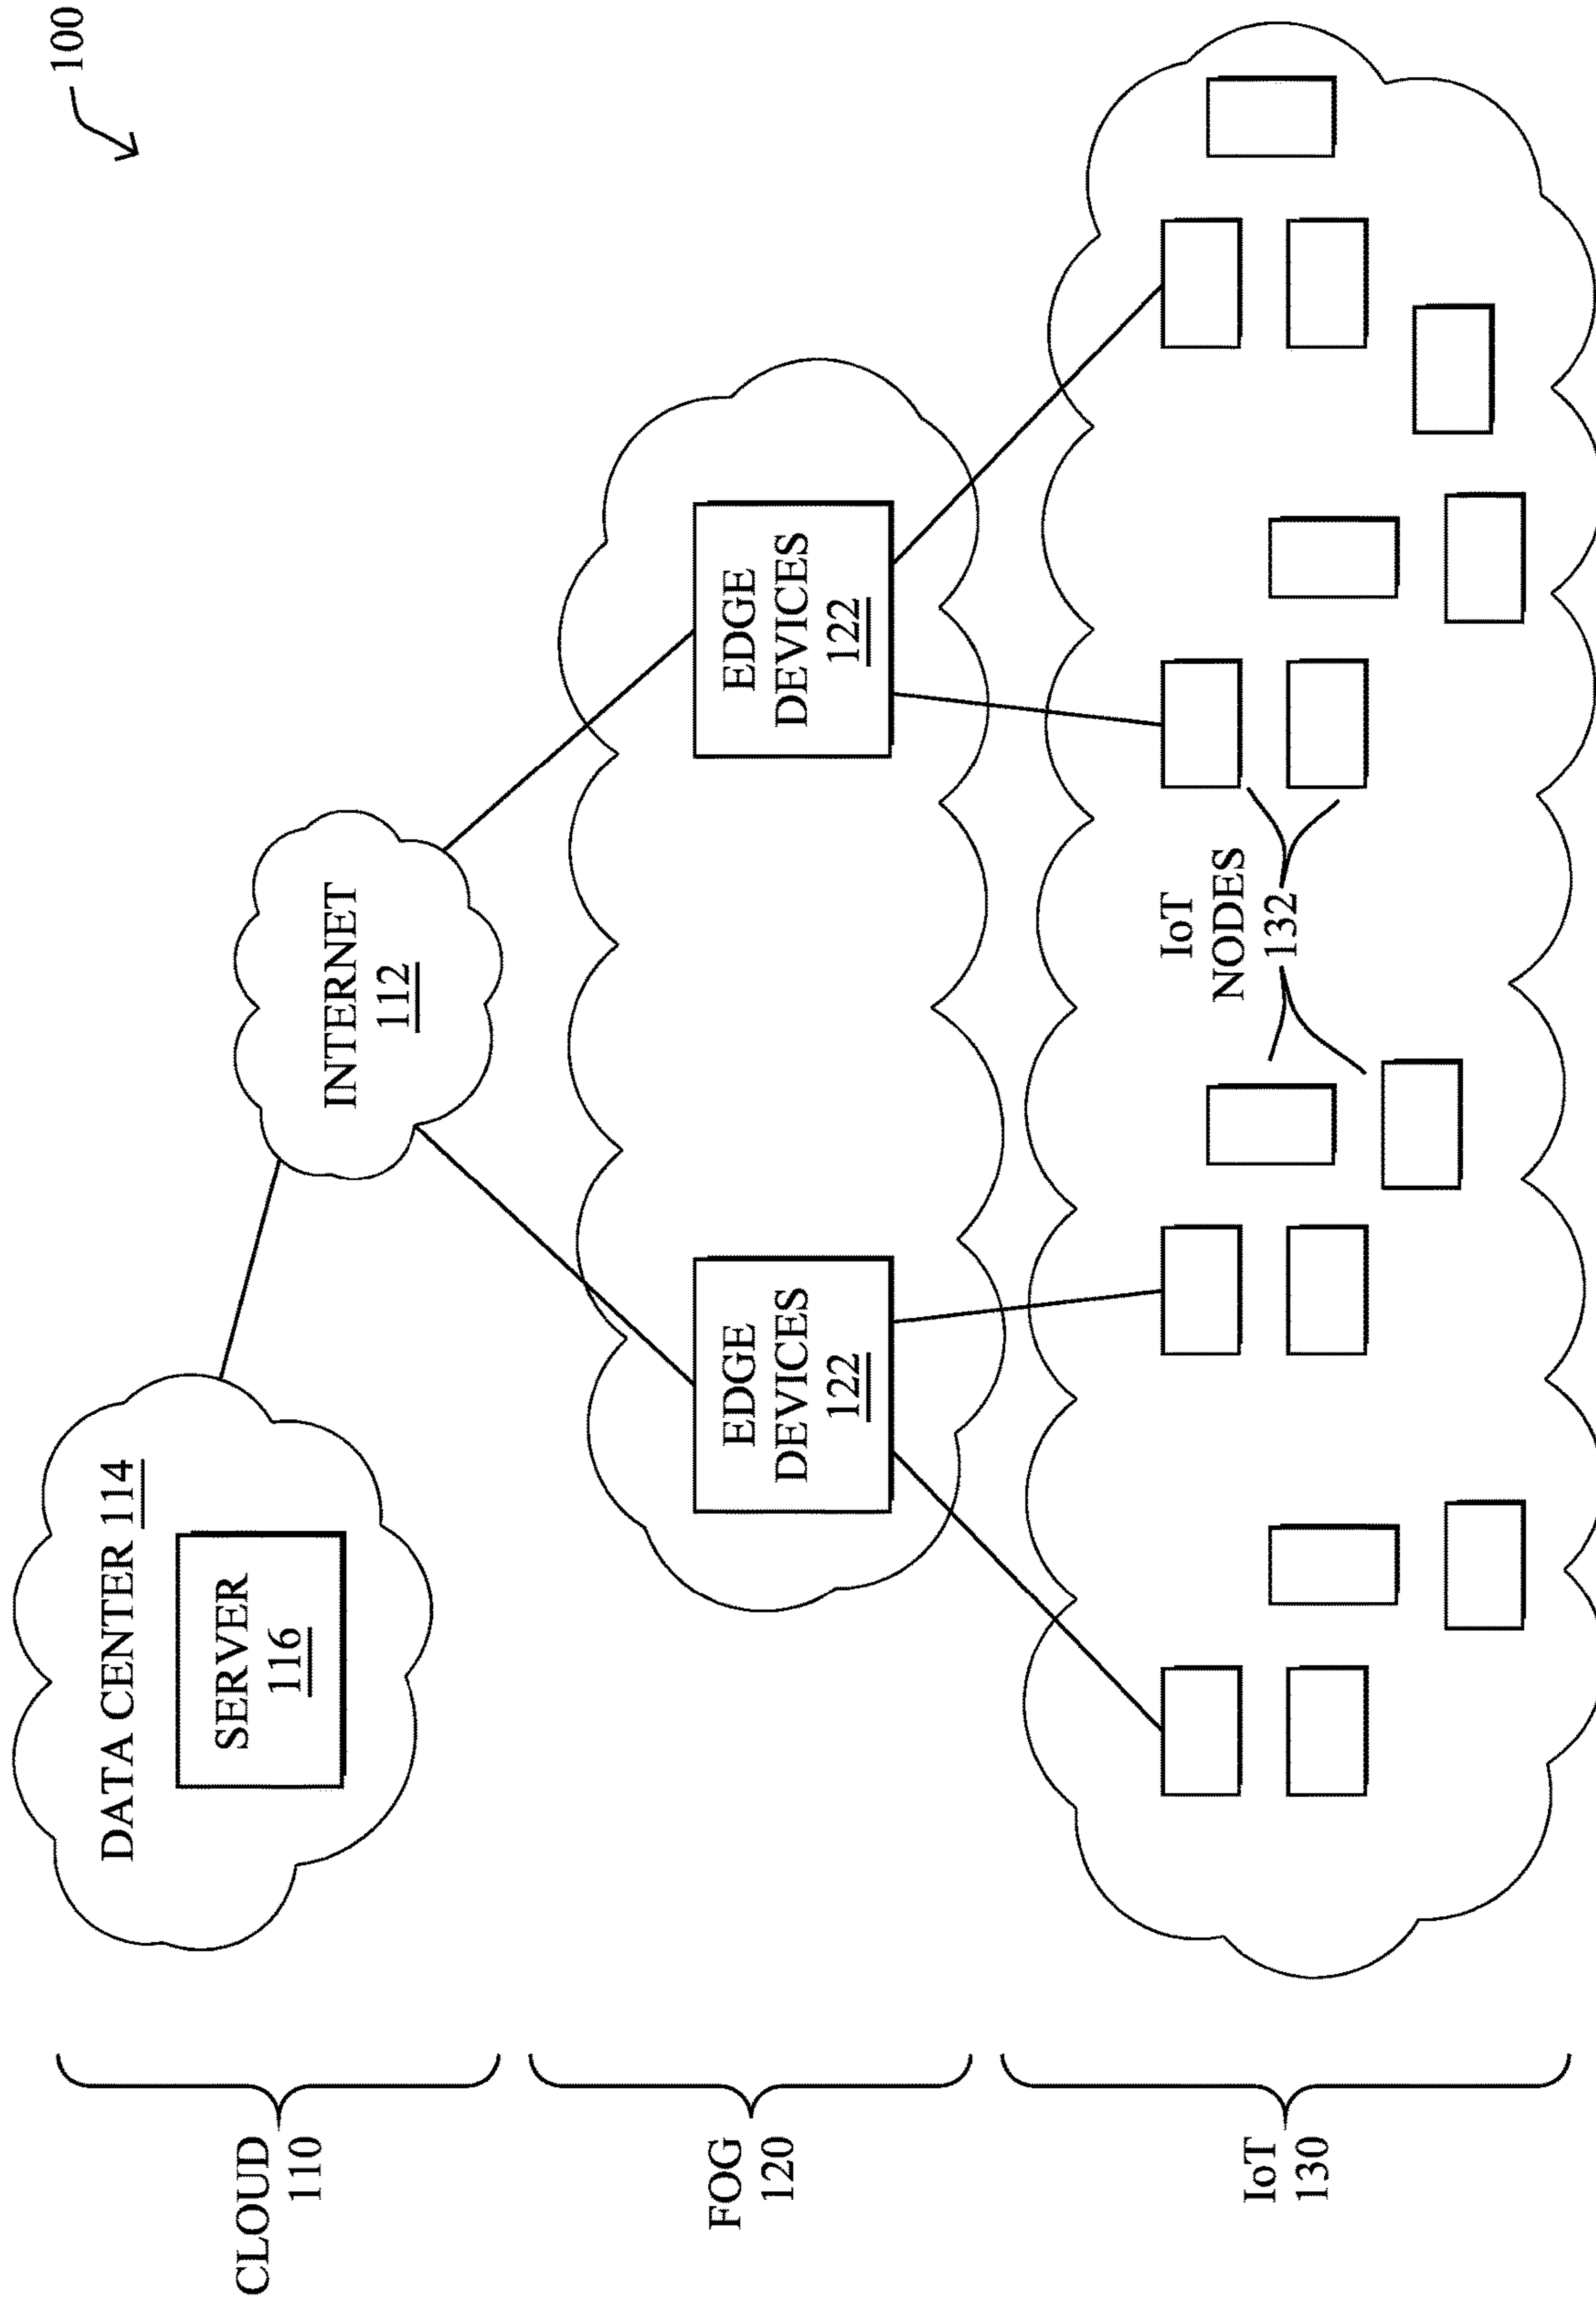 100
CLOUD
110
DATA CENTER 114
SERVER
116
INTERNET
112
FOG
120
EDGE
DEVICES
122
EDGE
DEVICES
122
IoT
130
IoT
NODES
132